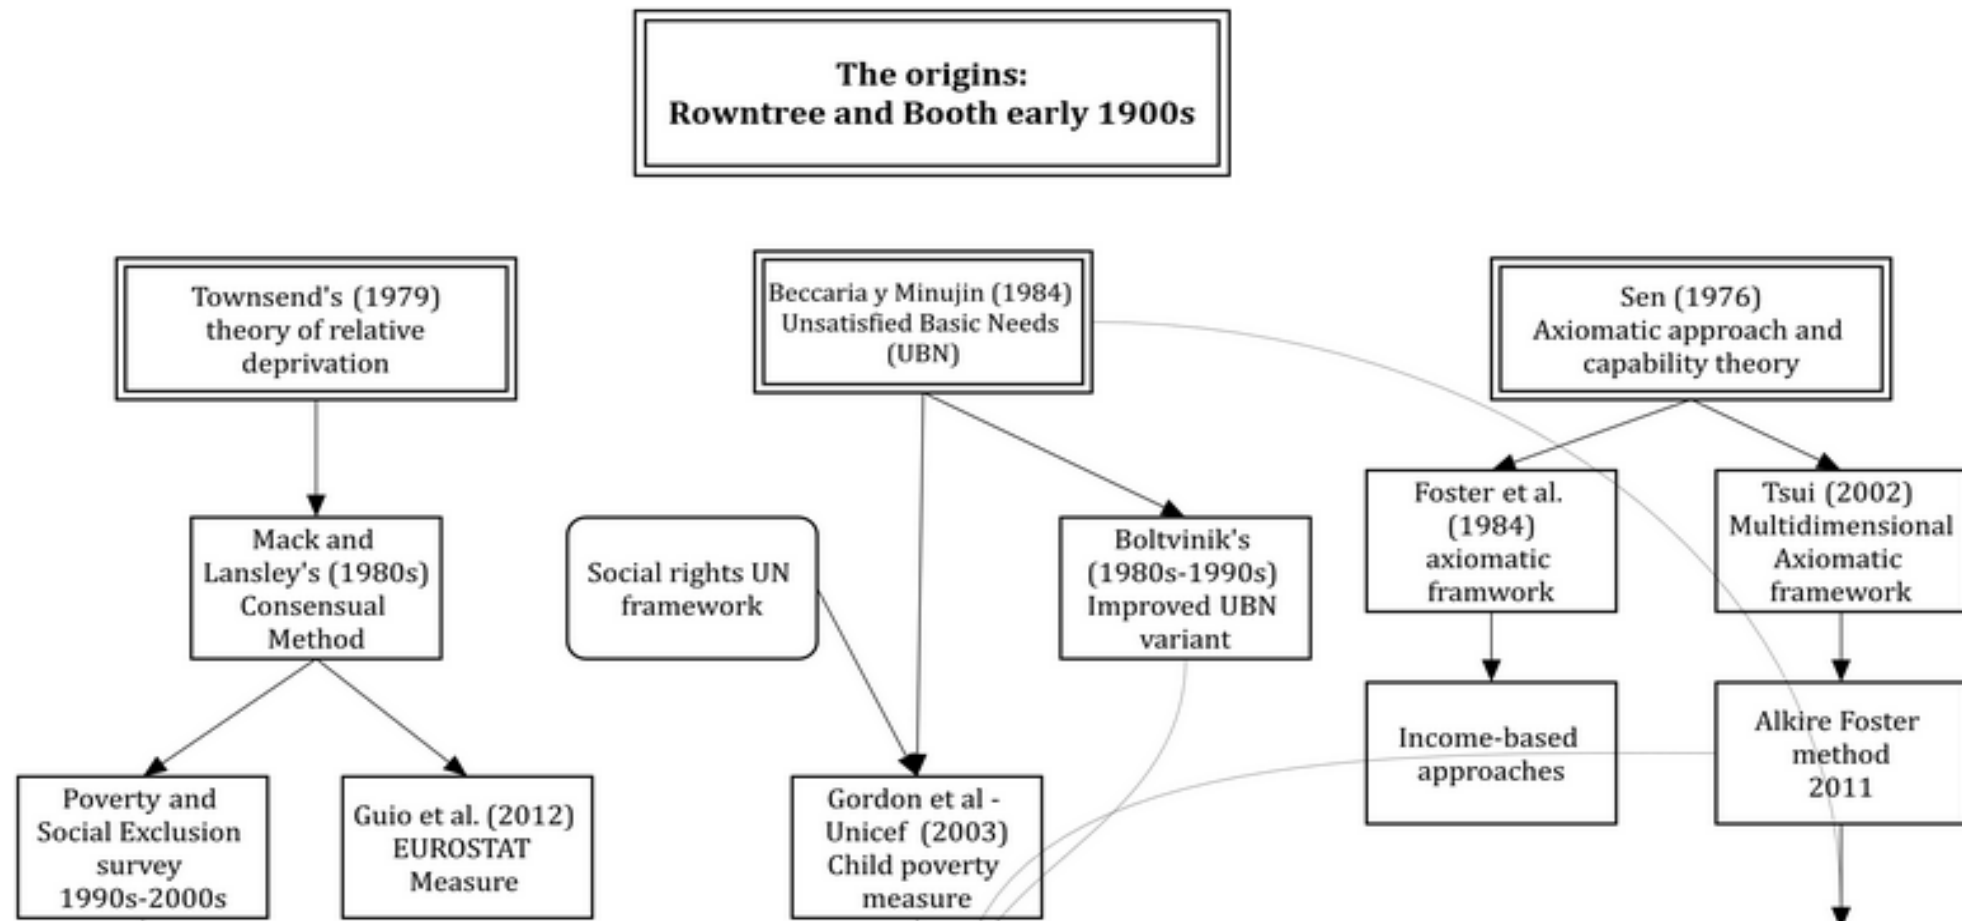 The origins:
Rowntree and Booth early 1900s
Townsend's (1979)
theory of relative
deprivation
Beccaria y Minujin (1984)
Unsatisfied Basic Needs
(UBN)
Sen (1976)
Axiomatic approach and
capability theory
Mack and
Lansley's (1980s)
Consensual
Method
Social rights UN
framework
Boltvinik's
(1980s-1990s)
Improved UBN
variant
Foster et al.
(1984)
axiomatic
framwork
Tsui (2002)
Multidimensional
Axiomatic
framework
Income-based
approaches
Alkire Foster
method
2011
Poverty and
Social Exclusion
survey
1990s-2000s
Guio et al. (2012)
EUROSTAT
Measure
Gordon et al -
Unicef (2003)
Child poverty
measure